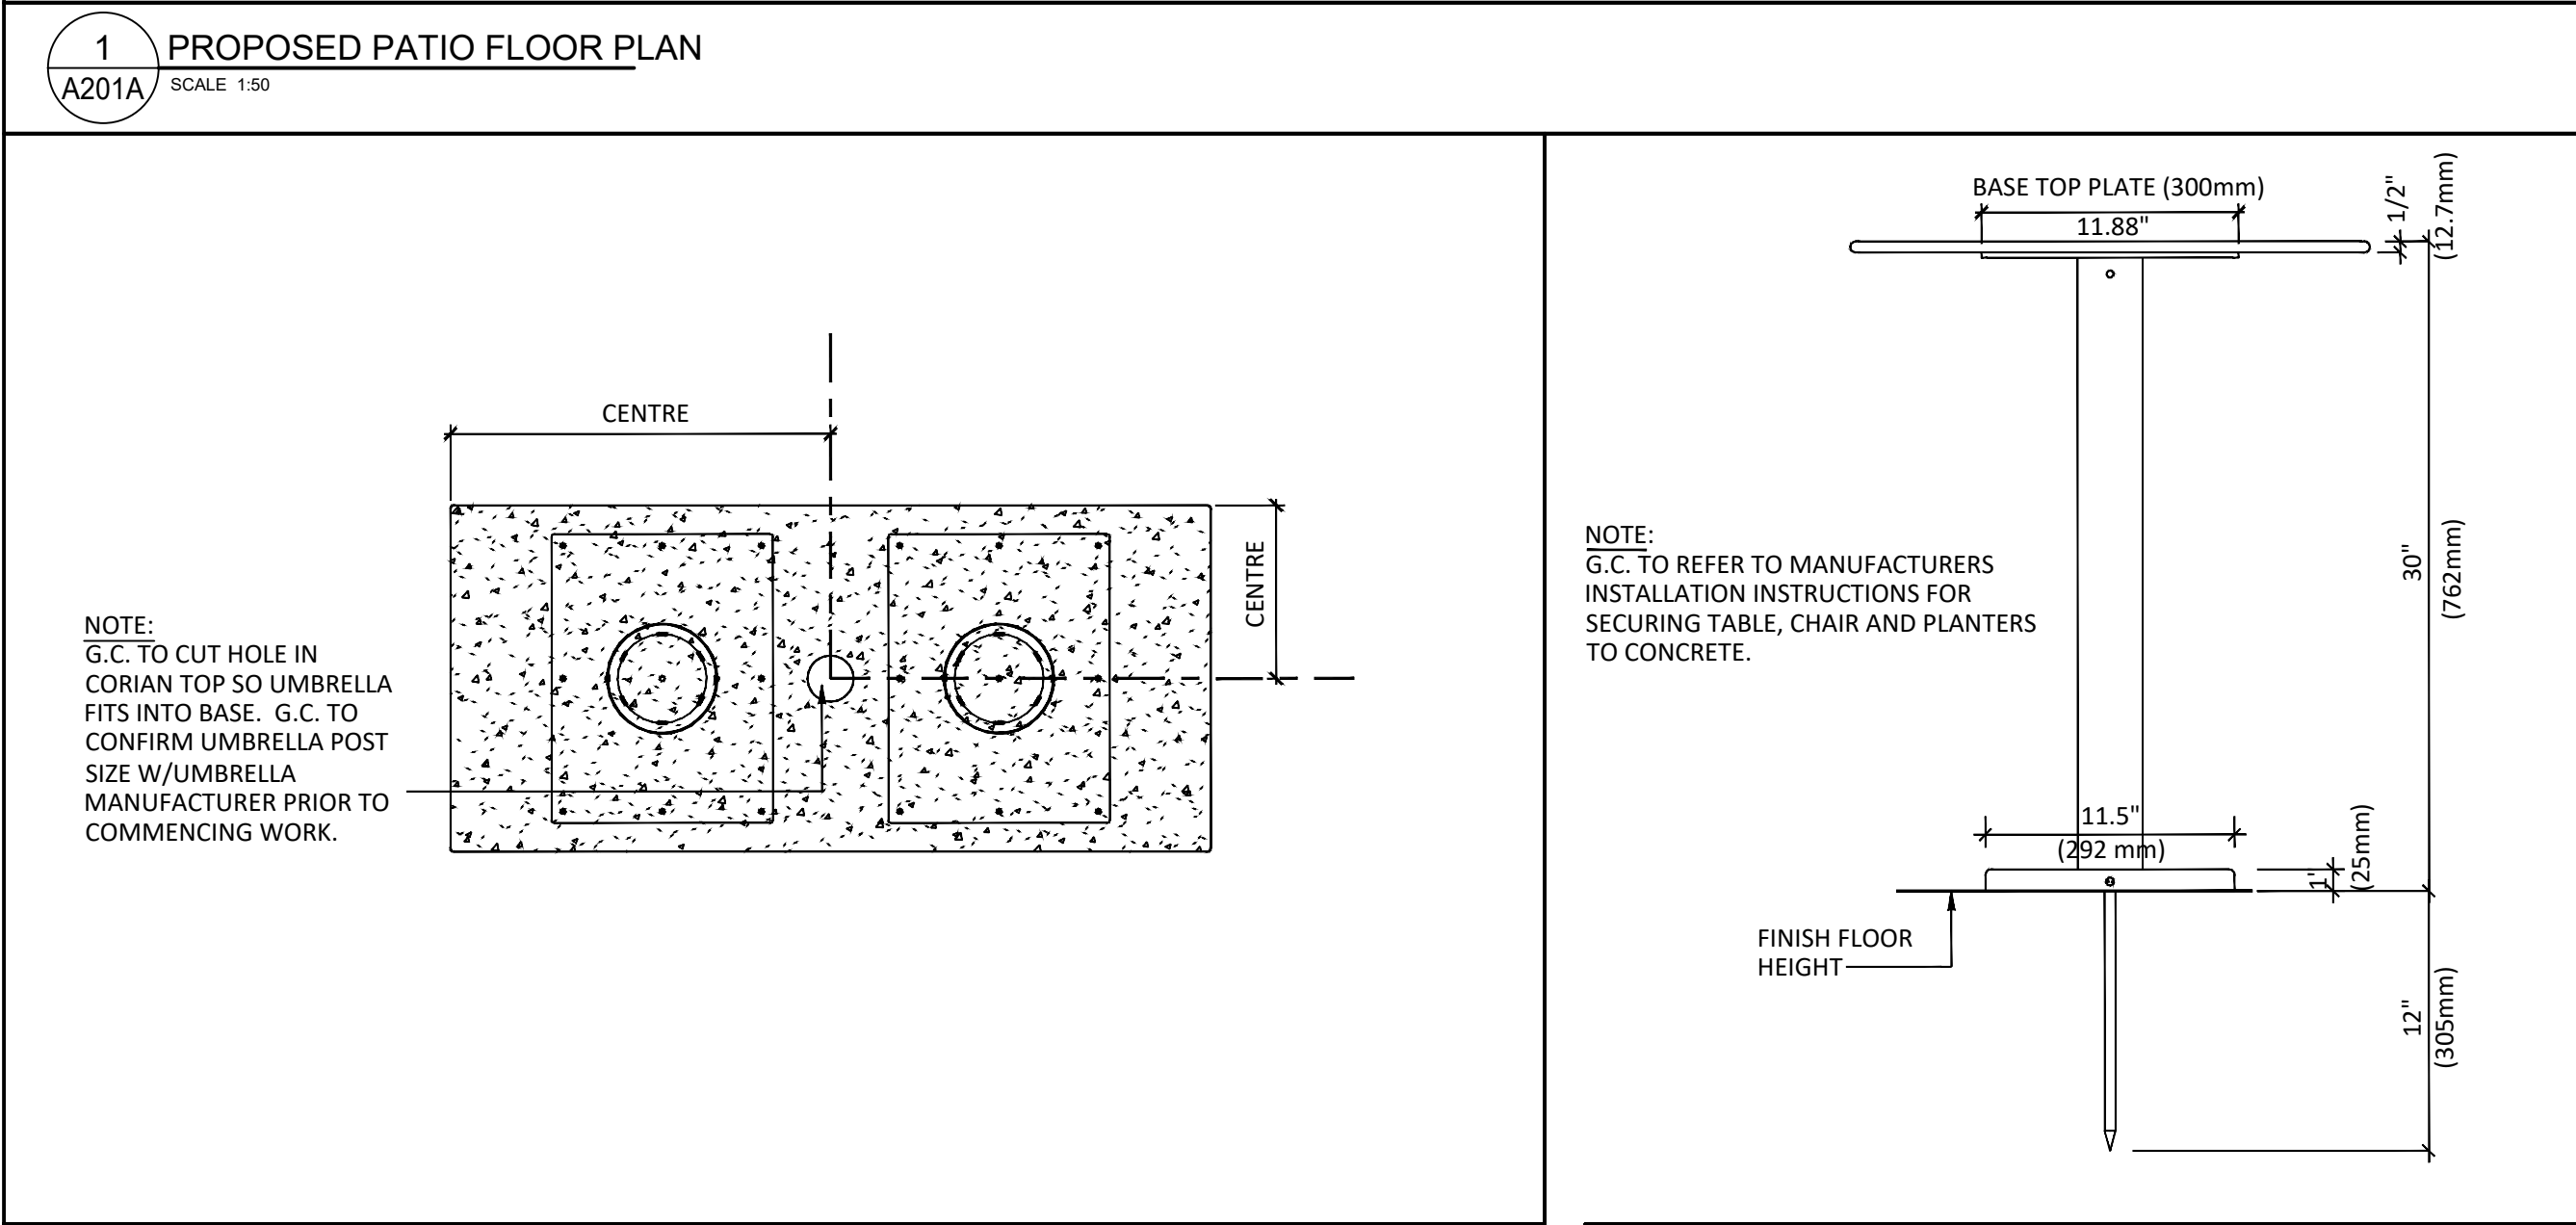 1
A201A
PROPOSED PATIO FLOOR PLAN
SCALE 1:50
CENTRE
CENTRE
NOTE:
G.C. TO CUT HOLE IN
CORIAN TOP SO UMBRELLA
FITS INTO BASE. G.C. TO
CONFIRM UMBRELLA POST
SIZE W/UMBRELLA
MANUFACTURER PRIOR TO
COMMENCING WORK.
BASE TOP PLATE (300mm)
11.88"
1/2"
(12.7mm)
NOTE:
G.C. TO REFER TO MANUFACTURERS
INSTALLATION INSTRUCTIONS FOR
SECURING TABLE, CHAIR AND PLANTERS
TO CONCRETE.
30"
(762mm)
11.5"
(292 mm)
1'
(25mm)
FINISH FLOOR
HEIGHT
12"
(305mm)